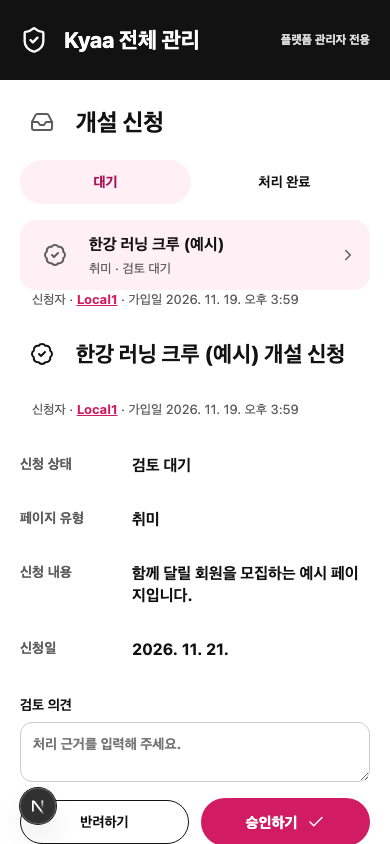 Kyaa 전체 관리
플랫폼 관리자 전용
개설 신청
대기
처리 완료
한강 러닝 크루 (예시)
취미 · 검토 대기
신청자 · Local1 · 가입일 2026. 11. 19. 오후 3:59
한강 러닝 크루 (예시) 개설 신청
신청자 · Local1 · 가입일 2026. 11. 19. 오후 3:59
신청 상태
검토 대기
페이지 유형
취미
신청 내용
함께 달릴 회원을 모집하는 예시 페이
지입니다.
신청일
2026. 11. 21.
검토 의견
처리 근거를 입력해 주세요.
N
반려하기
승인하기